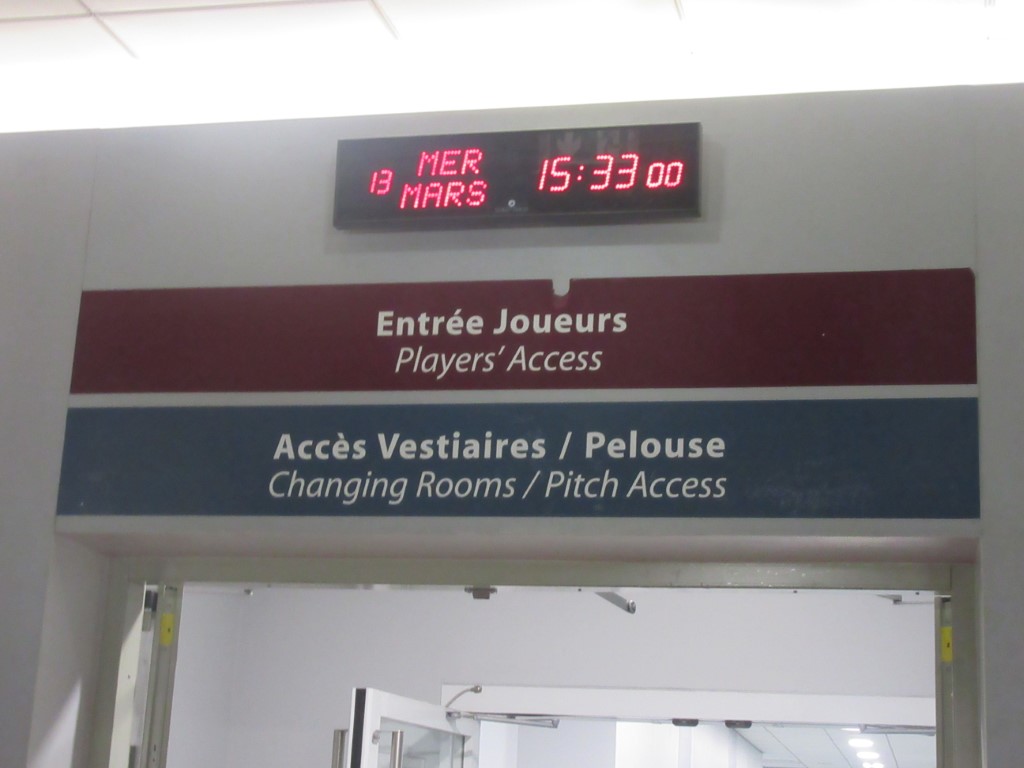 13 MER MARS 15:33 00
Entrée Joueurs
Players' Access
Accès Vestiaires / Pelouse
Changing Rooms / Pitch Access